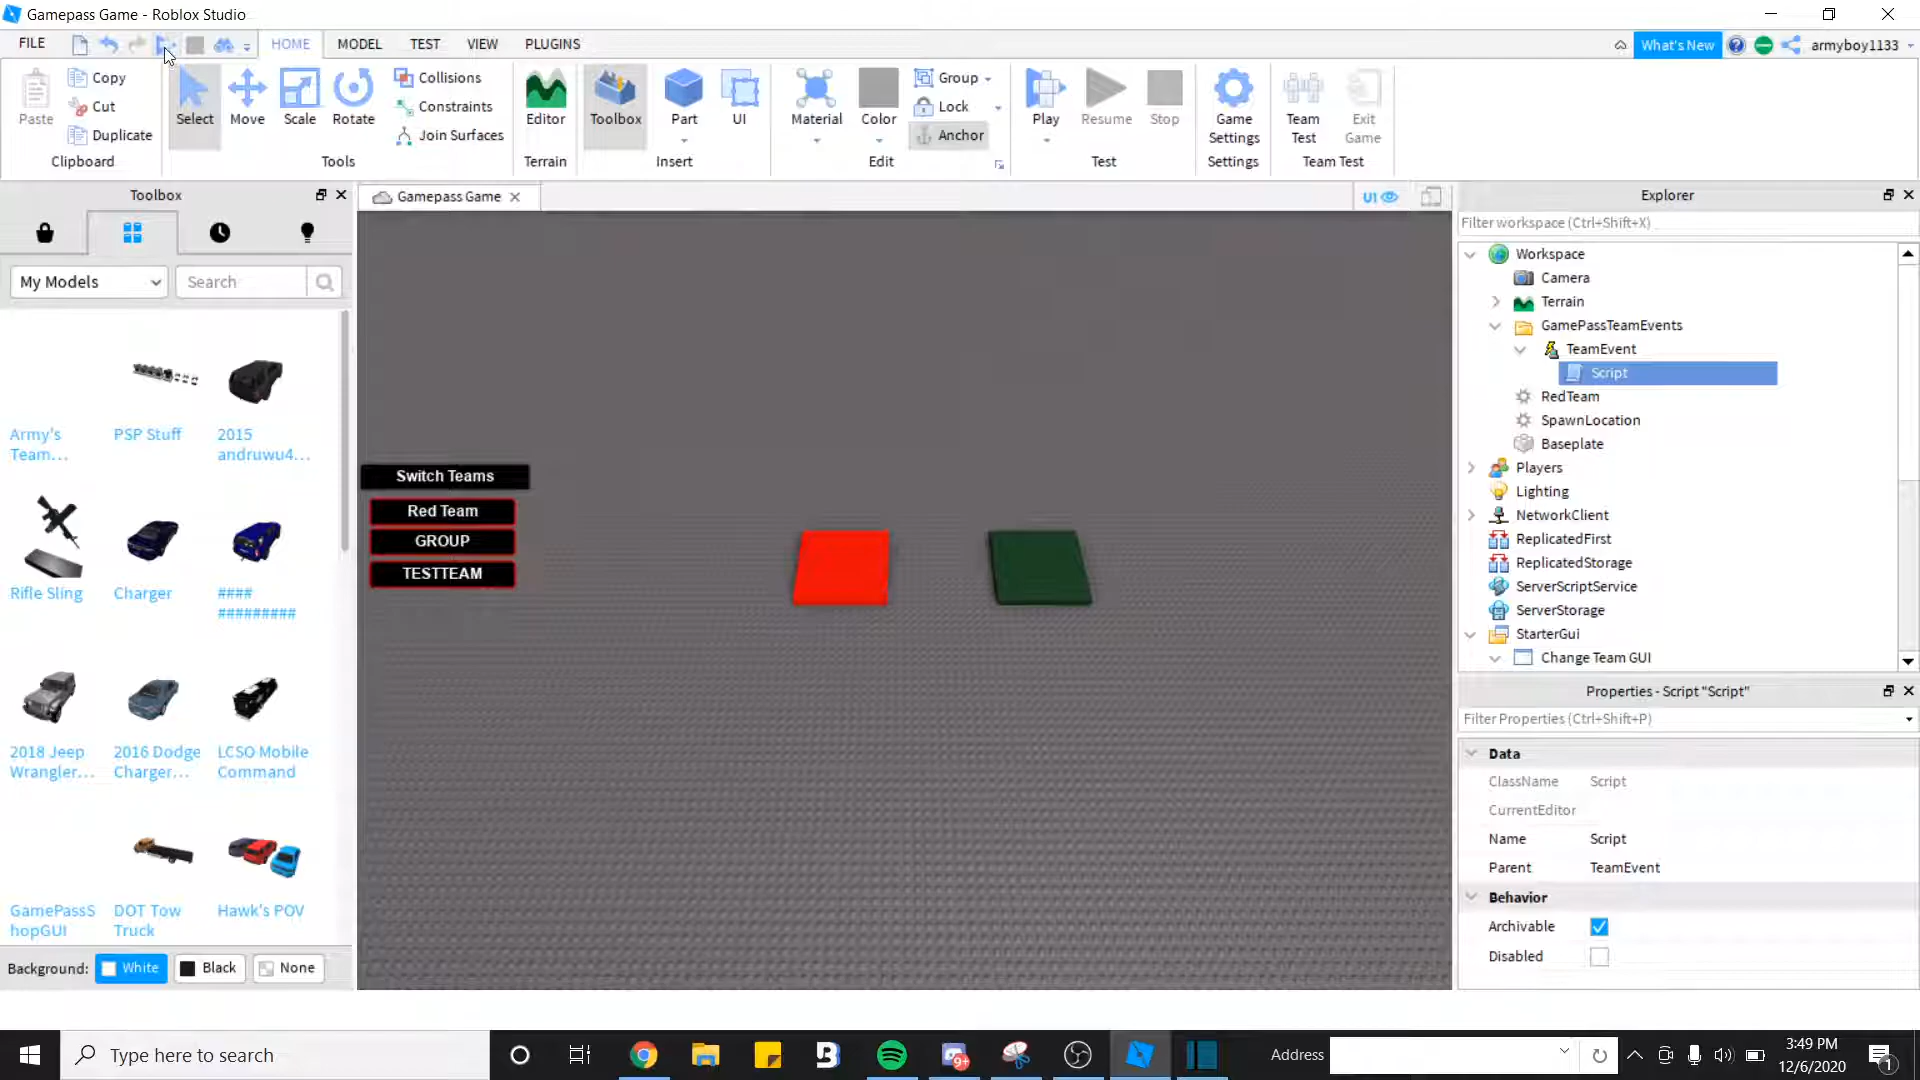 Gamepass Game - Roblox Studio
FILE
HOME
MODEL
TEST
VIEW
PLUGINS
What's New
armyboy1133
Paste
Copy
Cut
Duplicate
Clipboard
Select
Move
Scale
Rotate
Collisions
Constraints
Join Surfaces
Tools
Editor
Terrain
Toolbox
Part
UI
Insert
Material
Color
Group
Lock
Anchor
Edit
Play
Resume
Stop
Test
Game
Settings
Settings
Team
Test
Exit
Game
Team Test
Toolbox
My Models
Search
Army's
Team...
PSP Stuff
2015
andruwu4...
Rifle Sling
Charger
####
#########
2018 Jeep
Wrangler...
2016 Dodge
Charger...
LCSO Mobile
Command
GamePassS
hopGUI
DOT Tow
Truck
Hawk's POV
Background:
White
Black
None
Gamepass Game
UI
Switch Teams
Red Team
GROUP
TESTTEAM
Explorer
Filter workspace (Ctrl+Shift+X)
Workspace
Camera
Terrain
GamePassTeamEvents
TeamEvent
Script
RedTeam
SpawnLocation
Baseplate
Players
Lighting
NetworkClient
ReplicatedFirst
ReplicatedStorage
ServerScriptService
ServerStorage
StarterGui
Change Team GUI
Properties - Script "Script"
Filter Properties (Ctrl+Shift+P)
Data
ClassName Script
CurrentEditor
Name Script
Parent TeamEvent
Behavior
Archivable
Disabled
Type here to search
9+
Address
3:49 PM
12/6/2020
1